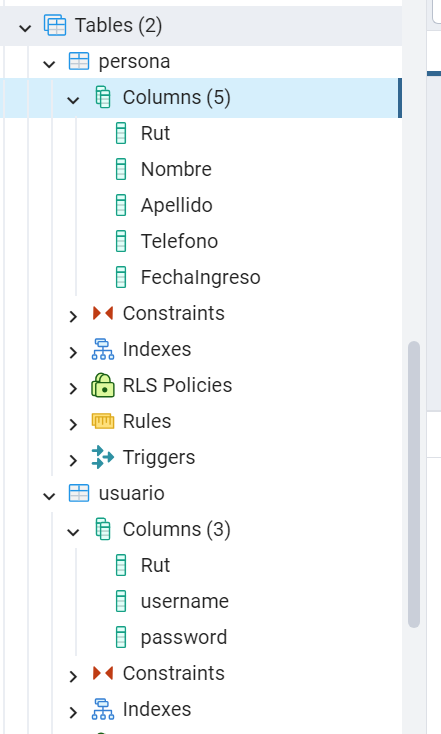 Tables (2)
persona
Columns (5)
Rut
Nombre
Apellido
Telefono
FechaIngreso
Constraints
Indexes
RLS Policies
Rules
Triggers
usuario
Columns (3)
Rut
username
password
Constraints
Indexes